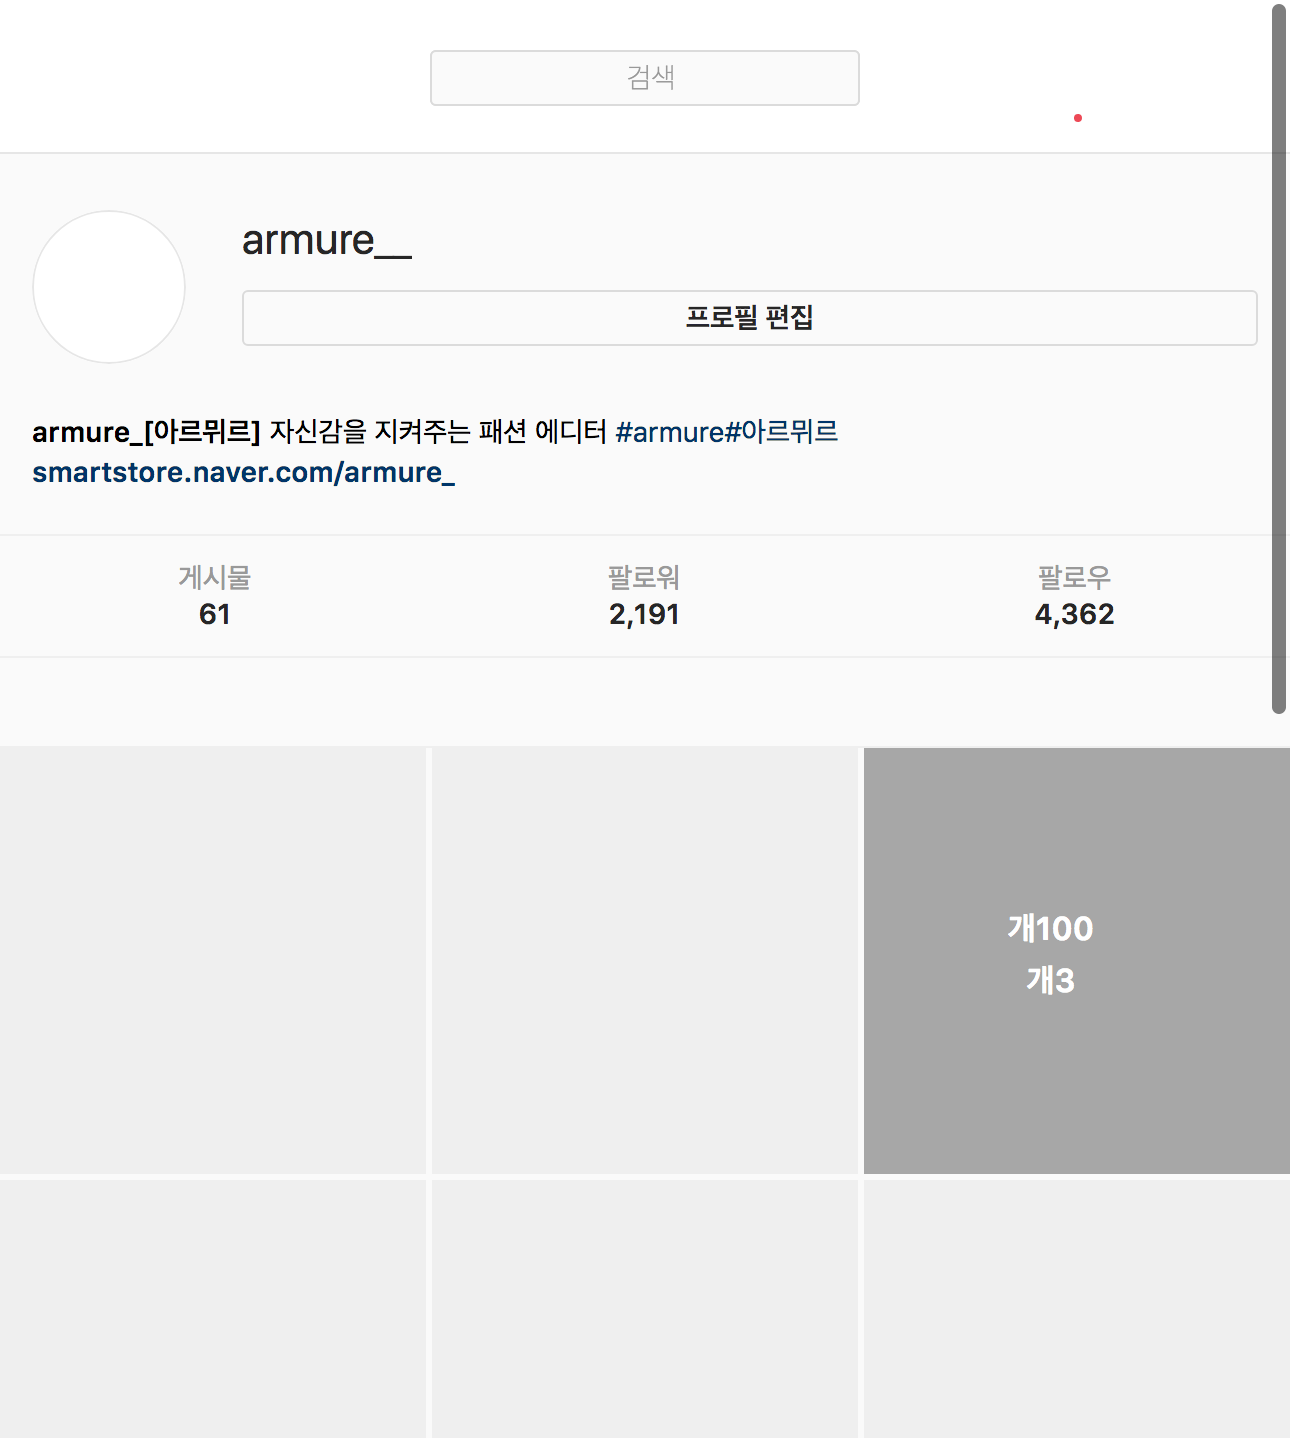 검색
armure__
프로필 편집
armure_[아르뮈르] 자신감을 지켜주는 패션 에디터 #armure#아르뮈르
smartstore.naver.com/armure_
게시물 팔로워 팔로우
61 2,191 4,362
개100
개3